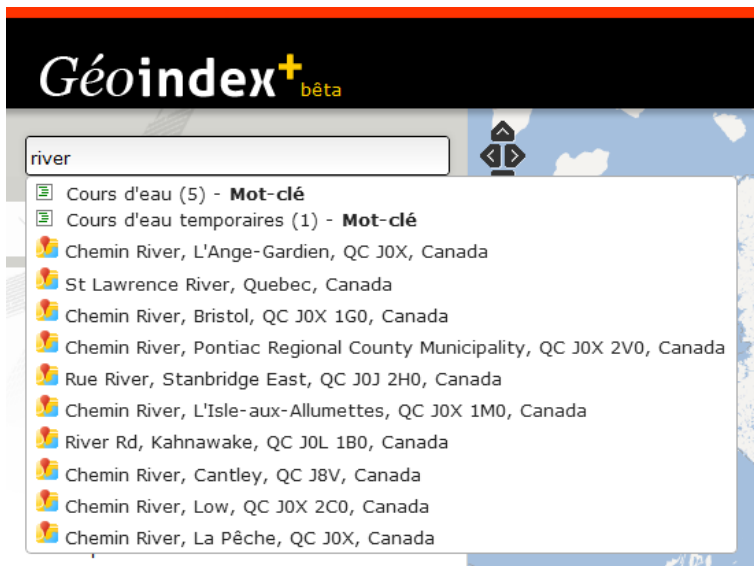 Géoindex+
bêta
river
Cours d'eau (5) - Mot-clé
Cours d'eau temporaires (1) - Mot-clé
Chemin River, L'Ange-Gardien, QC J0X, Canada
St Lawrence River, Quebec, Canada
Chemin River, Bristol, QC J0X 1G0, Canada
Chemin River, Pontiac Regional County Municipality, QC J0X 2V0, Canada
Rue River, Stanbridge East, QC J0J 2H0, Canada
Chemin River, L'Isle-aux-Allumettes, QC J0X 1M0, Canada
River Rd, Kahnawake, QC J0L 1B0, Canada
Chemin River, Cantley, QC J8V, Canada
Chemin River, Low, QC J0X 2C0, Canada
Chemin River, La Pêche, QC J0X, Canada